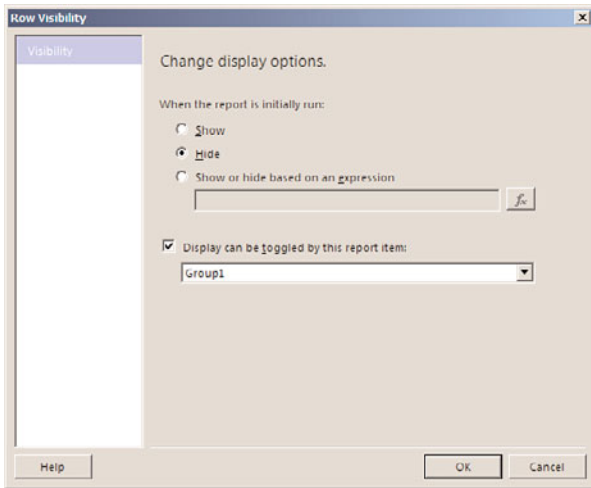 Row Visibility
Visibility
Change display options.
When the report is initially run:
Show
Hide
Show or hide based on an expression
fx
Display can be toggled by this report item:
Group1
Help
OK
Cancel